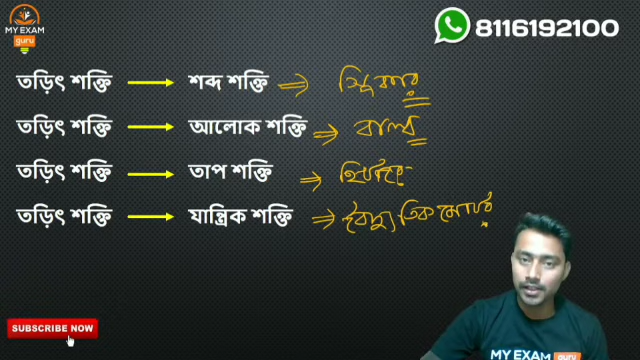 MY EXAM
guru
8116192100
তড়িৎ শক্তি → শব্দ শক্তি ⇒ স্পিকার
তড়িৎ শক্তি → আলোক শক্তি ⇒ বাল্ব
তড়িৎ শক্তি → তাপ শক্তি ⇒ হিটার
তড়িৎ শক্তি → যান্ত্রিক শক্তি ⇒ বৈদ্যুতিক মোটর
SUBSCRIBE NOW
MY EXAM
guru